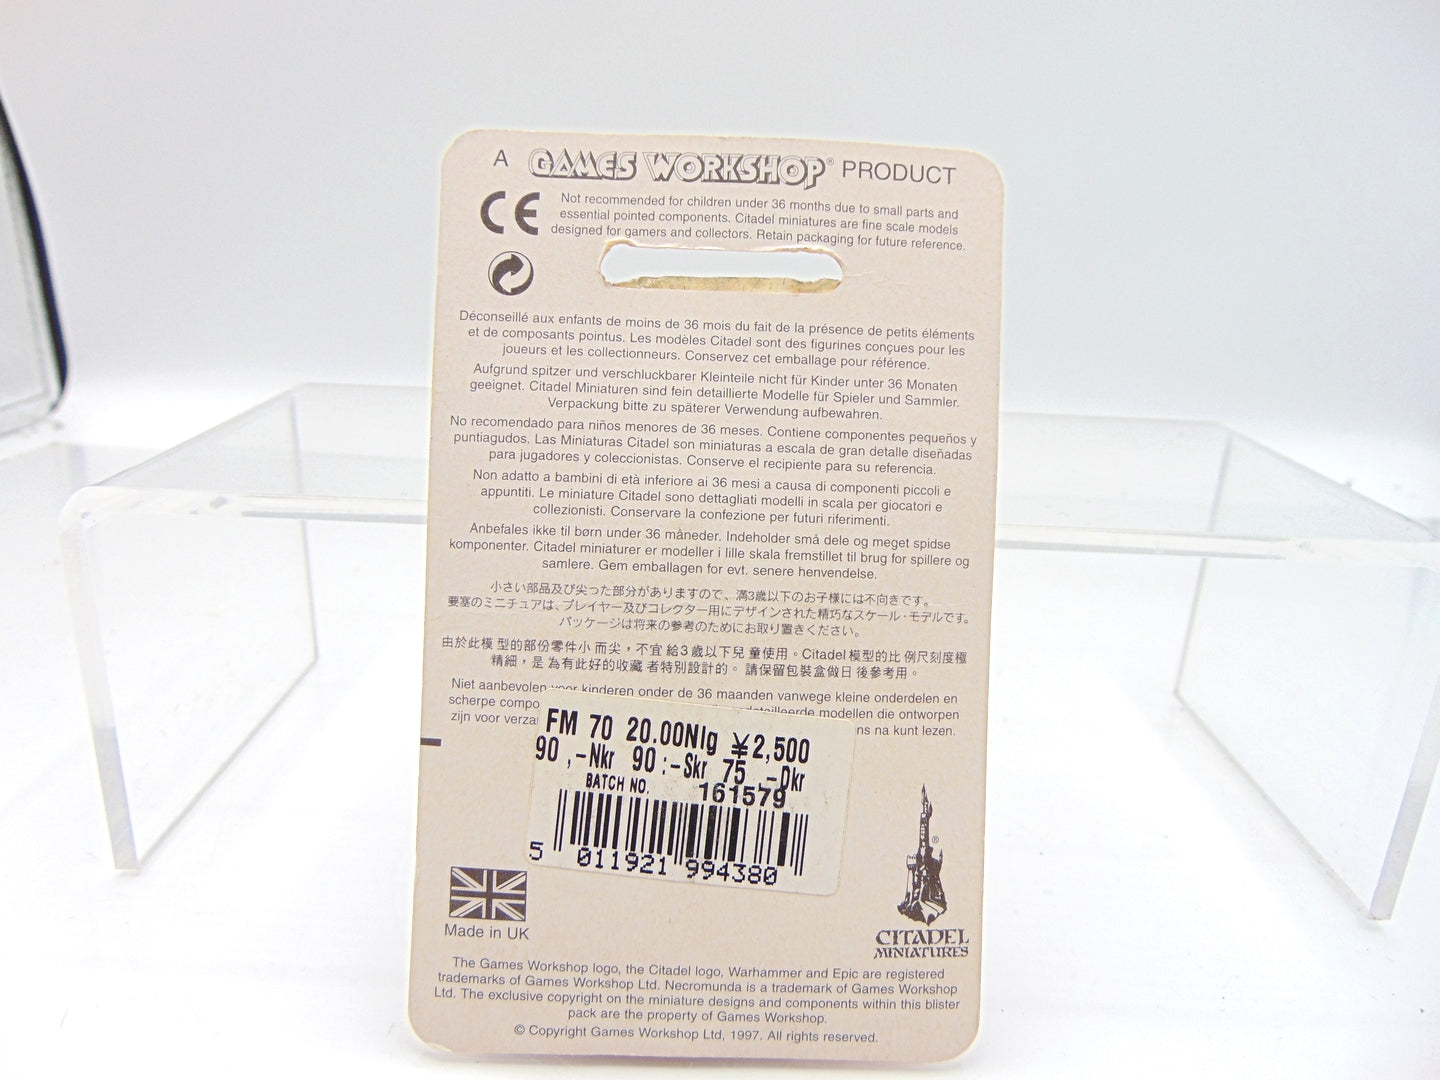 A GAMES WORKSHOP® PRODUCT
CE
Not recommended for children under 36 months due to small parts and
essential pointed components. Citadel miniatures are fine scale models
designed for gamers and collectors. Retain packaging for future reference.
Déconseillé aux enfants de moins de 36 mois du fait de la présence de petits éléments
et de composants pointus. Les modèles Citadel sont des figurines conçues pour les
joueurs et les collectionneurs. Conservez cet emballage pour référence.
Aufgrund spitzer und verschluckbarer Kleinteile nicht für Kinder unter 36 Monaten
geeignet. Citadel Miniaturen sind fein detaillierte Modelle für Spieler und Sammler.
Verpackung bitte zu späterer Verwendung aufbewahren.
No recomendado para niños menores de 36 meses. Contiene componentes pequeños y
puntiagudos. Las Miniaturas Citadel son miniaturas a escala de gran detalle diseñadas
para jugadores y coleccionistas. Conserve el recipiente para su referencia.
Non adatto a bambini di età inferiore ai 36 mesi a causa di componenti piccoli e
appuntiti. Le miniature Citadel sono dettagliati modelli in scala per giocatori e
collezionisti. Conservare la confezione per futuri riferimenti.
Anbefales ikke til børn under 36 måneder. Indeholder små dele og meget spidse
komponenter. Citadel miniaturer er modeller i lille skala fremstillet til brug for spillere og
samlere. Gem emballagen for evt. senere henvendelse.
小さい部品及び尖った部分がありますので、満3歳以下のお子様には不向きです。
要塞のミニチュアは、プレイヤー及びコレクター用にデザインされた精巧なスケール・モデルです。
パッケージは将来の参考のためにお取り置きください。
由於此模型的部份零件小而尖，不宜給3歲以下兒童使用。Citadel模型的比例尺刻度極
精細，是為有此好的收藏者特別設計的。請保留包裝盒做日後參考用。
Niet aanbevolen voor kinderen onder de 36 maanden vanwege kleine onderdelen en
scherpe compo detailleerde modellen die ontworpen
zijn voor verza ns na kunt lezen.
FM 70 20.00Nlg ¥2,500
90,-Nkr 90:-Skr 75,-Dkr
BATCH NO. 161579
5 011921 994380
Made in UK
®
CITADEL
MINIATURES
The Games Workshop logo, the Citadel logo, Warhammer and Epic are registered
trademarks of Games Workshop Ltd. Necromunda is a trademark of Games Workshop
Ltd. The exclusive copyright on the miniature designs and components within this blister
pack are the property of Games Workshop.
© Copyright Games Workshop Ltd, 1997. All rights reserved.